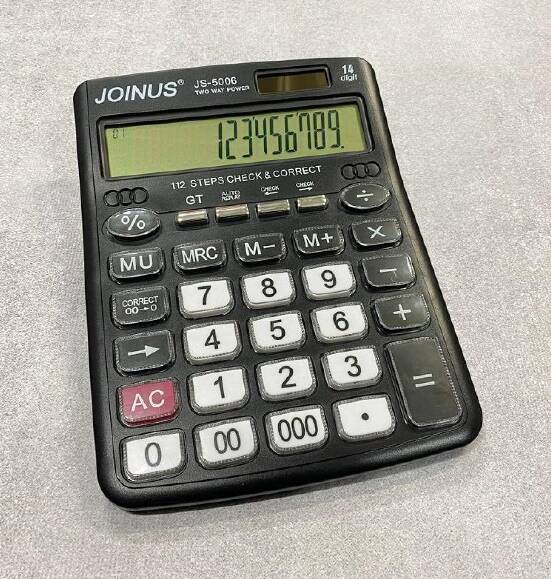 JOINUS® JS-5006 14
TWO WAY POWER digit
01 123456789.
112 STEPS CHECK & CORRECT
GT AUTO REPLAY CHECK ← CHECK →
% ÷
MU MRC M− M+ ×
CORRECT 00→0 7 8 9 −
→ 4 5 6 +
AC 1 2 3 =
0 00 000 .